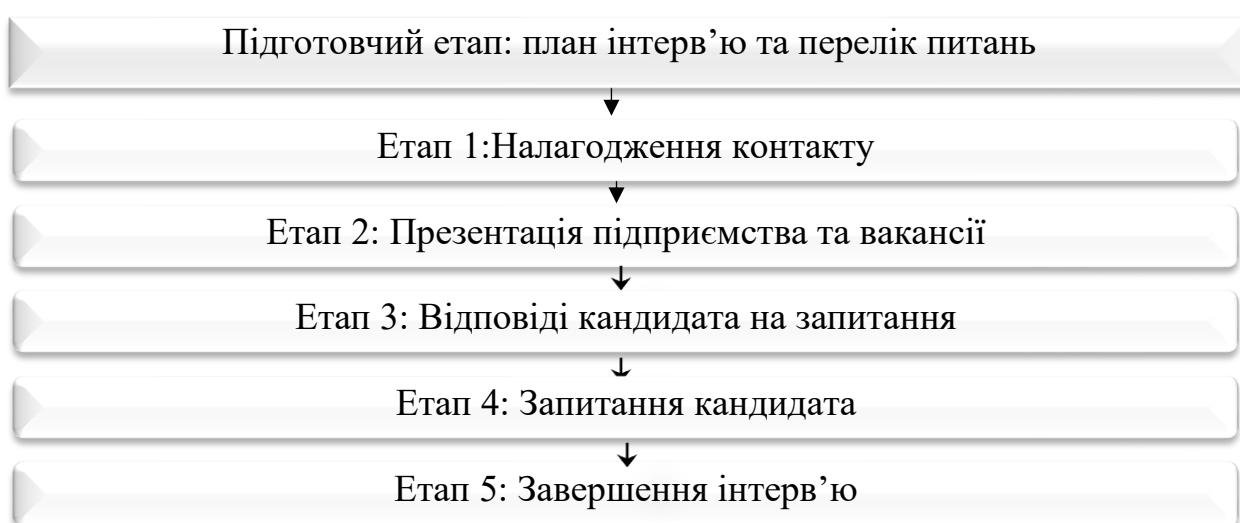 Підготовчий етап: план інтерв’ю та перелік питань
Етап 1:Налагодження контакту
Етап 2: Презентація підприємства та вакансії
Етап 3: Відповіді кандидата на запитання
Етап 4: Запитання кандидата
Етап 5: Завершення інтерв’ю